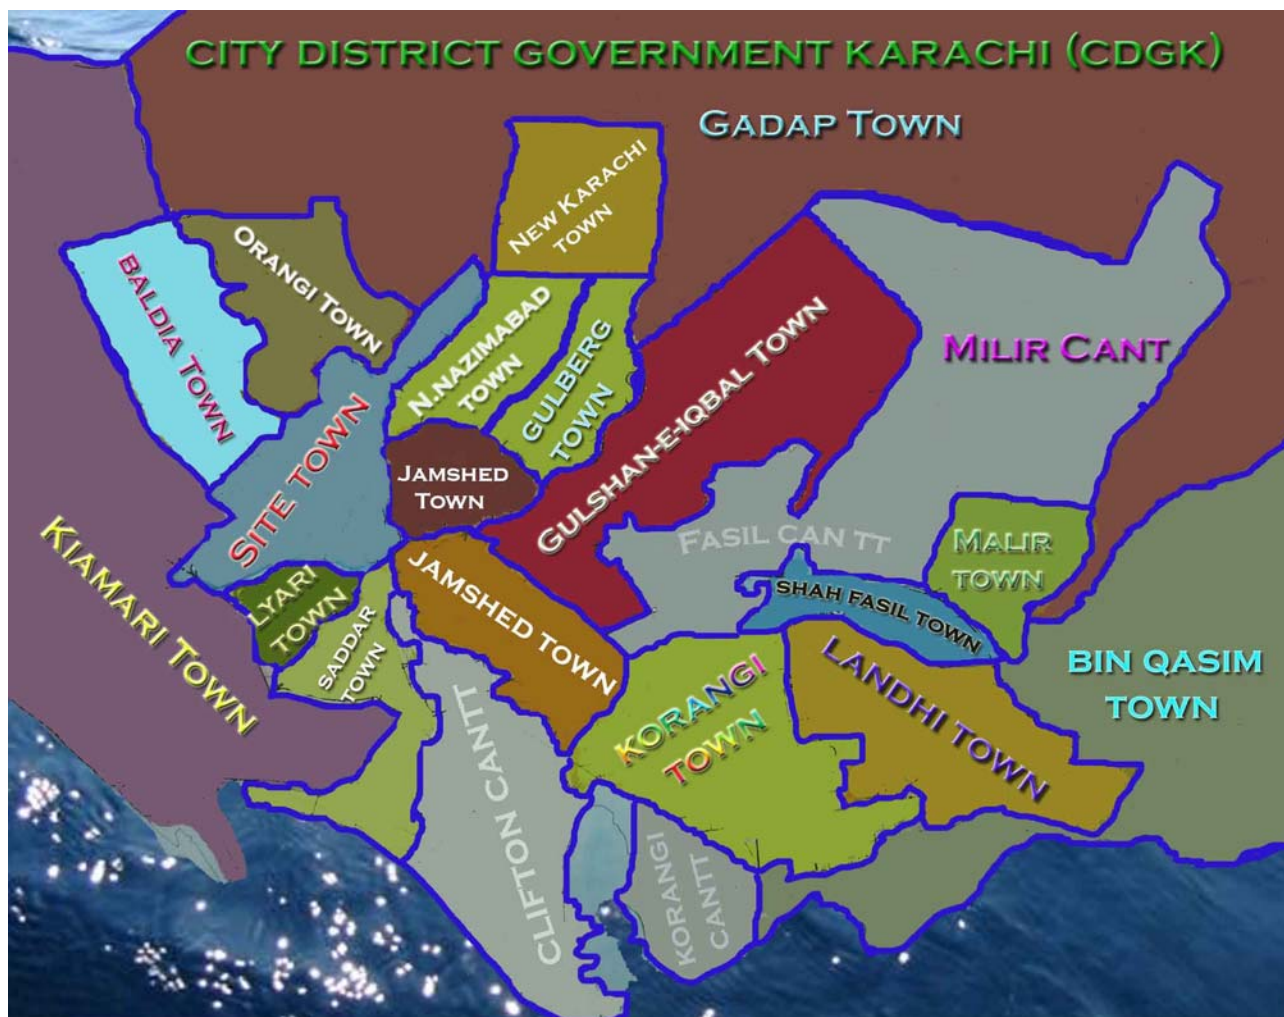 CITY DISTRICT GOVERNMENT KARACHI (CDGK)
GADAP TOWN
NEW KARACHI
TOWN
ORANGI TOWN
BALDIA TOWN
N.NAZIMABAD
TOWN
GULBERG
TOWN
GULSHAN-E-IQBAL TOWN
MILIR CANT
SITE TOWN
JAMSHED
TOWN
KIAMARI TOWN
FASIL CAN TT
MALIR
TOWN
LYARI
TOWN
SADDAR
TOWN
JAMSHED TOWN
SHAH FASIL TOWN
KORANGI
TOWN
LANDHI TOWN
BIN QASIM
TOWN
CLIFTON CANTT
KORANGI
CANTT